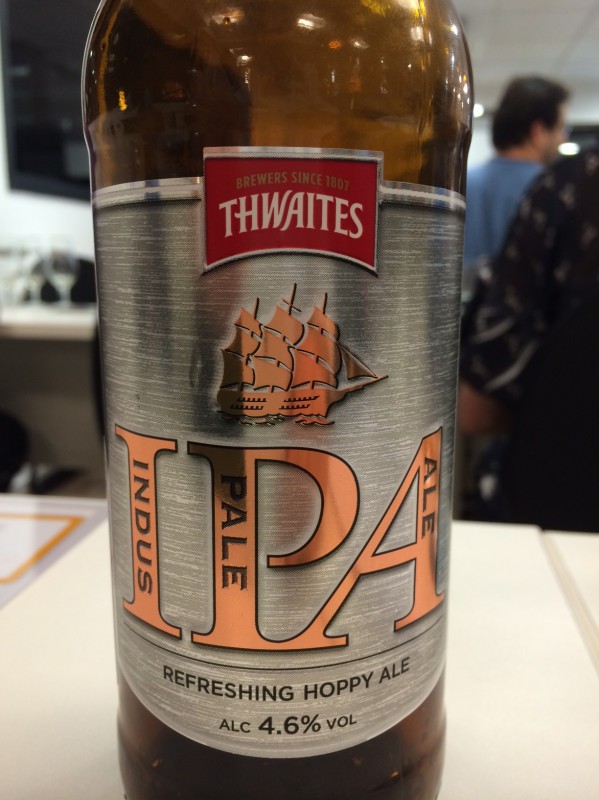 BREWERS SINCE 1807
THWAITES
IPA
INDUS
PALE
ALE
REFRESHING HOPPY ALE
ALC 4.6% VOL